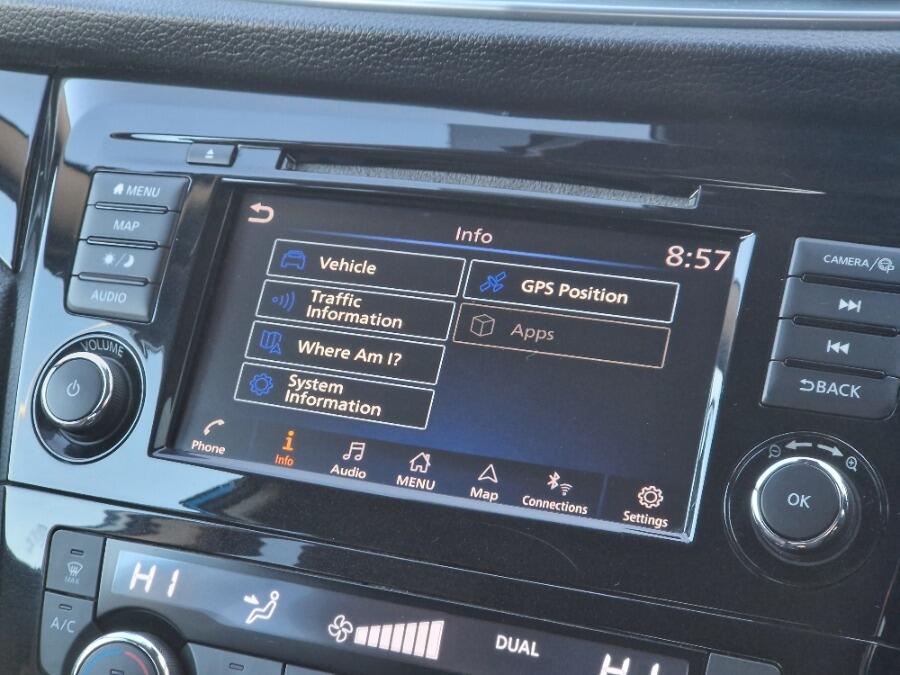 MENU
MAP
AUDIO
VOLUME
Info
8:57
Vehicle
GPS Position
Traffic
Information
Apps
Where Am I?
System
Information
Phone
Info
Audio
MENU
Map
Connections
Settings
CAMERA/
BACK
OK
MAX
A/C
HI
DUAL
HI